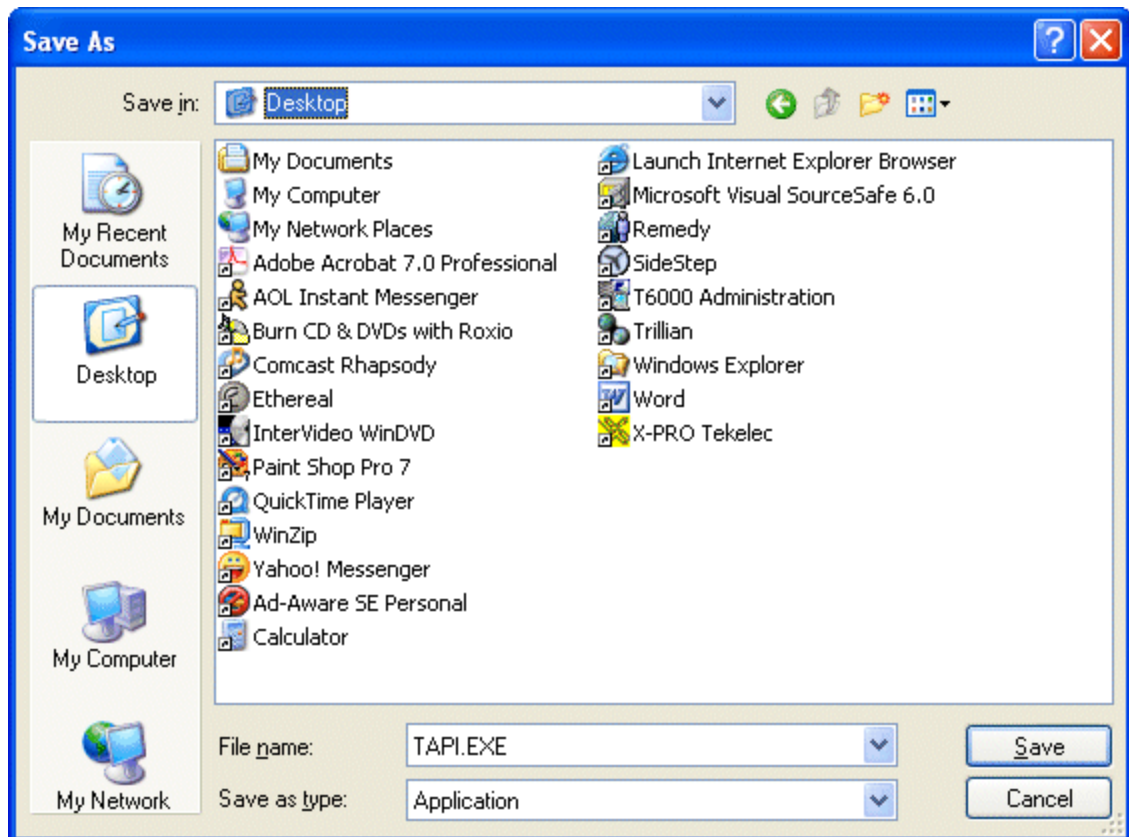 Save As
Save in: Desktop
My Recent Documents
Desktop
My Documents
My Computer
My Network
My Documents
My Computer
My Network Places
Adobe Acrobat 7.0 Professional
AOL Instant Messenger
Burn CD & DVDs with Roxio
Comcast Rhapsody
Ethereal
InterVideo WinDVD
Paint Shop Pro 7
QuickTime Player
WinZip
Yahoo! Messenger
Ad-Aware SE Personal
Calculator
Launch Internet Explorer Browser
Microsoft Visual SourceSafe 6.0
Remedy
SideStep
T6000 Administration
Trillian
Windows Explorer
Word
X-PRO Tekelec
File name: TAPI.EXE
Save
Save as type: Application
Cancel